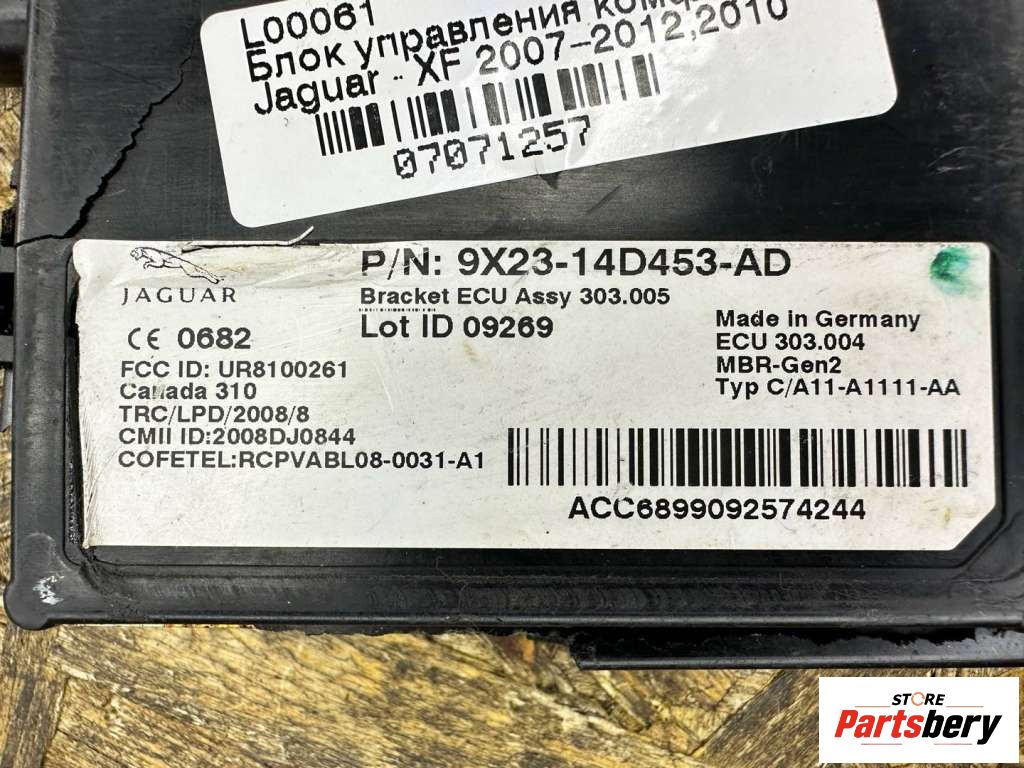 L00061
Блок управления
Jaguar - XF 2007-2012,2010
07071257
JAGUAR
P/N: 9X23-14D453-AD
Bracket ECU Assy 303.005
Lot ID 09269
CE 0682
FCC ID: UR8100261
Canada 310
TRC/LPD/2008/8
CMII ID:2008DJ0844
COFETEL:RCPVABL08-0031-A1
Made in Germany
ECU 303.004
MBR-Gen2
Typ C/A11-A1111-AA
ACC6899092574244
STORE
Partsbery